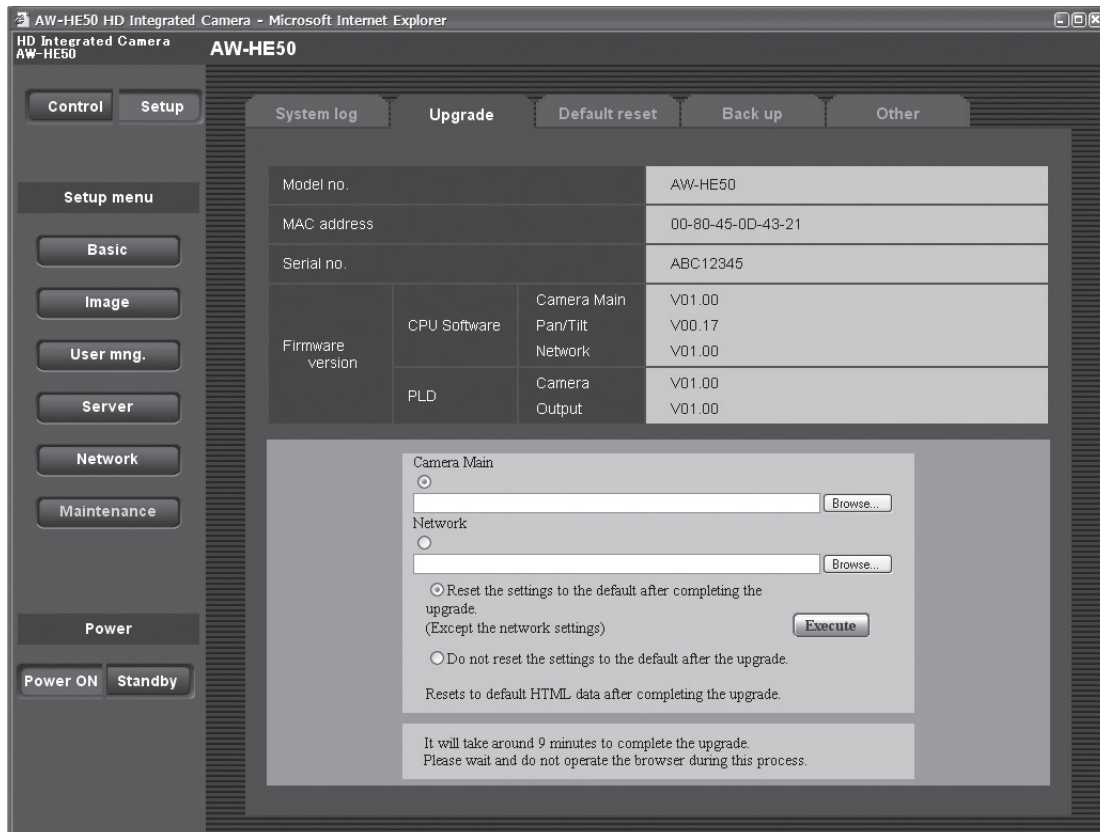 AW-HE50 HD Integrated Camera - Microsoft Internet Explorer
HD Integrated Camera
AW-HE50
AW-HE50
Control Setup
Setup menu
Basic
Image
User mng.
Server
Network
Maintenance
Power
Power ON Standby
System log Upgrade Default reset Back up Other
Model no. AW-HE50
MAC address 00-80-45-0D-43-21
Serial no. ABC12345
Firmware
version
CPU Software
Camera Main V01.00
Pan/Tilt V00.17
Network V01.00
PLD
Camera V01.00
Output V01.00
Camera Main
Browse...
Network
Browse...
Reset the settings to the default after completing the
upgrade.
(Except the network settings)
Execute
Do not reset the settings to the default after the upgrade.
Resets to default HTML data after completing the upgrade.
It will take around 9 minutes to complete the upgrade.
Please wait and do not operate the browser during this process.